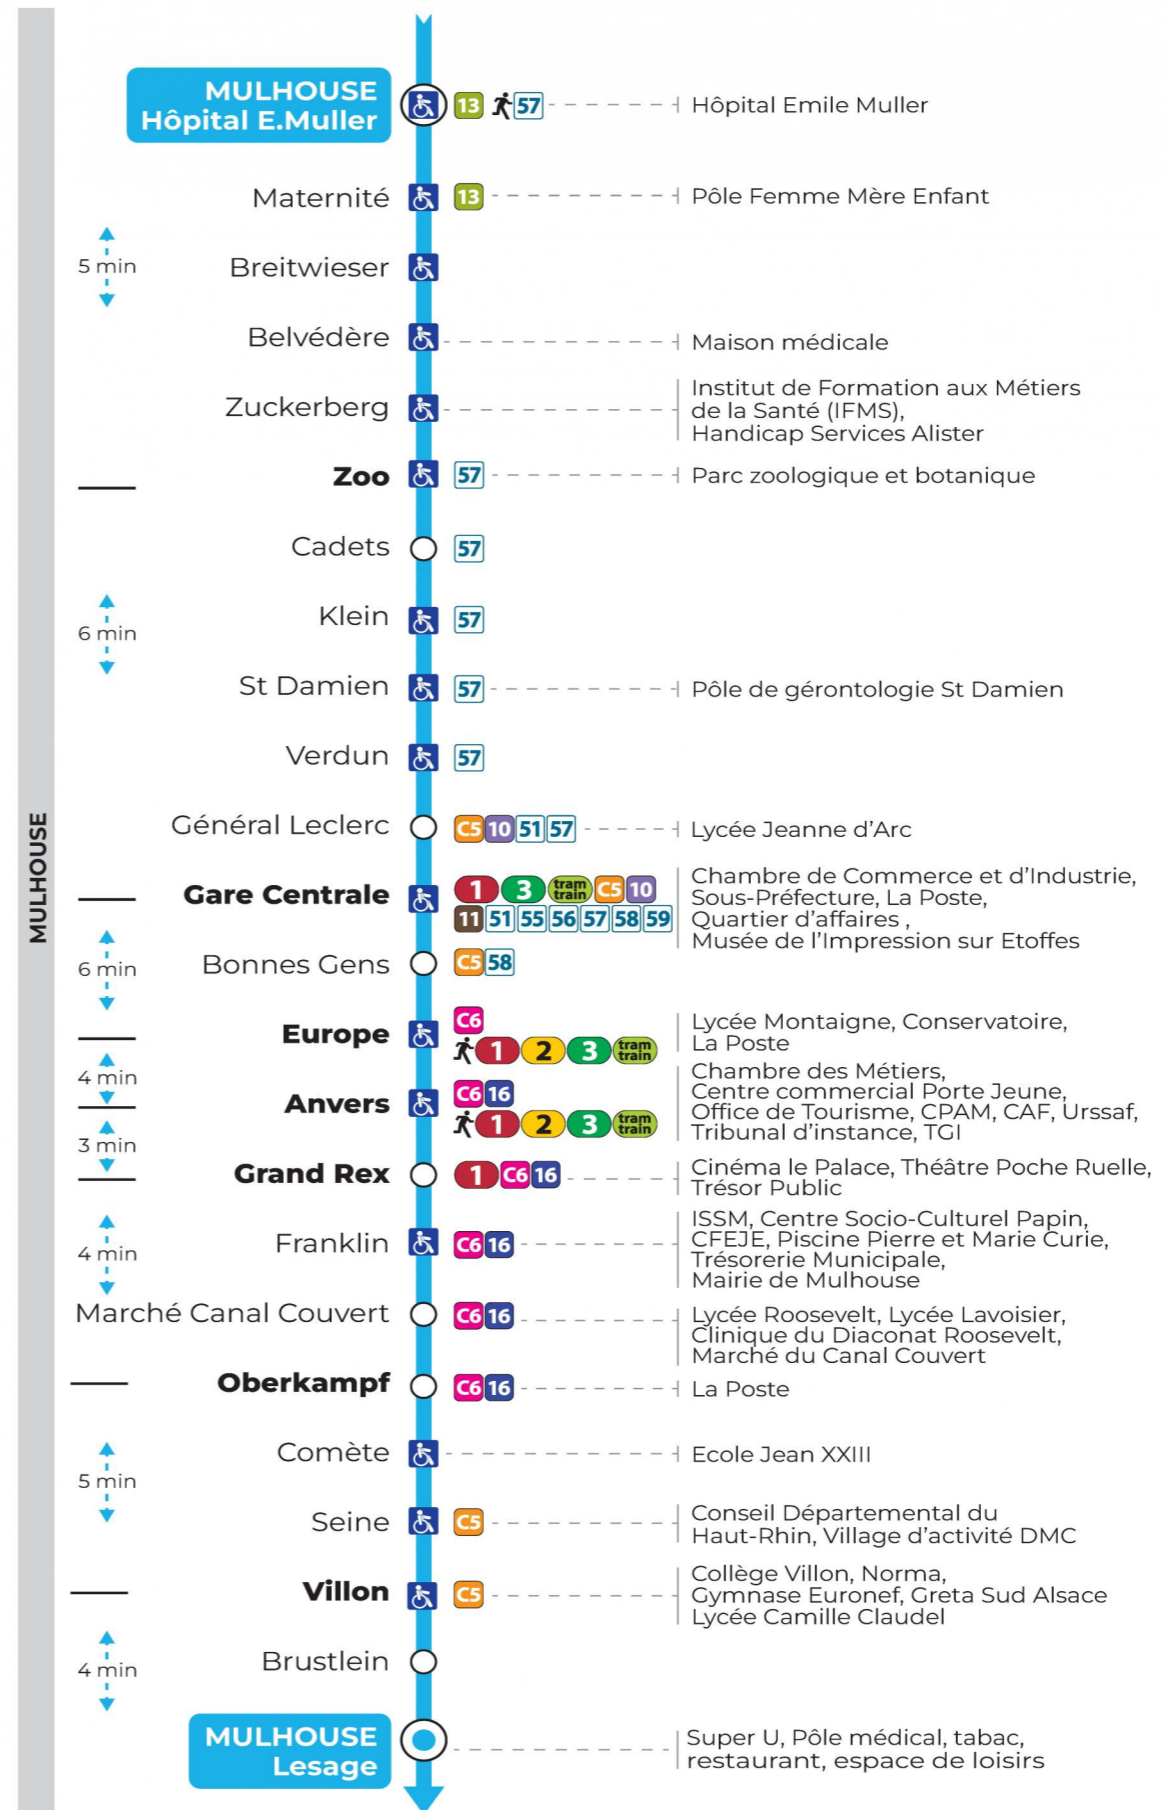 MULHOUSE
MULHOUSE
Hôpital E.Muller
13 57
Hôpital Emile Muller
Maternité
13
Pôle Femme Mère Enfant
5 min
Breitwieser
Belvédère
Maison médicale
Zuckerberg
Institut de Formation aux Métiers
de la Santé (IFMS),
Handicap Services Alister
Zoo
57
Parc zoologique et botanique
Cadets
57
6 min
Klein
57
St Damien
57
Pôle de gérontologie St Damien
Verdun
57
Général Leclerc
C5 10 51 57
Lycée Jeanne d’Arc
Gare Centrale
1 3 tram train C5 10
11 51 55 56 57 58 59
Chambre de Commerce et d’Industrie,
Sous-Préfecture, La Poste,
Quartier d’affaires ,
Musée de l’Impression sur Etoffes
6 min
Bonnes Gens
C5 58
Europe
C6
1 2 3 tram train
Lycée Montaigne, Conservatoire,
La Poste
4 min
Anvers
C6 16
1 2 3 tram train
Chambre des Métiers,
Centre commercial Porte Jeune,
Office de Tourisme, CPAM, CAF, Urssaf,
Tribunal d’instance, TGI
3 min
Grand Rex
1 C6 16
Cinéma le Palace, Théâtre Poche Ruelle,
Trésor Public
4 min
Franklin
C6 16
ISSM, Centre Socio-Culturel Papin,
CFEJE, Piscine Pierre et Marie Curie,
Trésorerie Municipale,
Mairie de Mulhouse
Marché Canal Couvert
C6 16
Lycée Roosevelt, Lycée Lavoisier,
Clinique du Diaconat Roosevelt,
Marché du Canal Couvert
Oberkampf
C6 16
La Poste
5 min
Comète
Ecole Jean XXIII
Seine
C5
Conseil Départemental du
Haut-Rhin, Village d’activité DMC
Villon
C5
Collège Villon, Norma,
Gymnase Euronef, Greta Sud Alsace
Lycée Camille Claudel
4 min
Brustlein
MULHOUSE
Lesage
Super U, Pôle médical, tabac,
restaurant, espace de loisirs